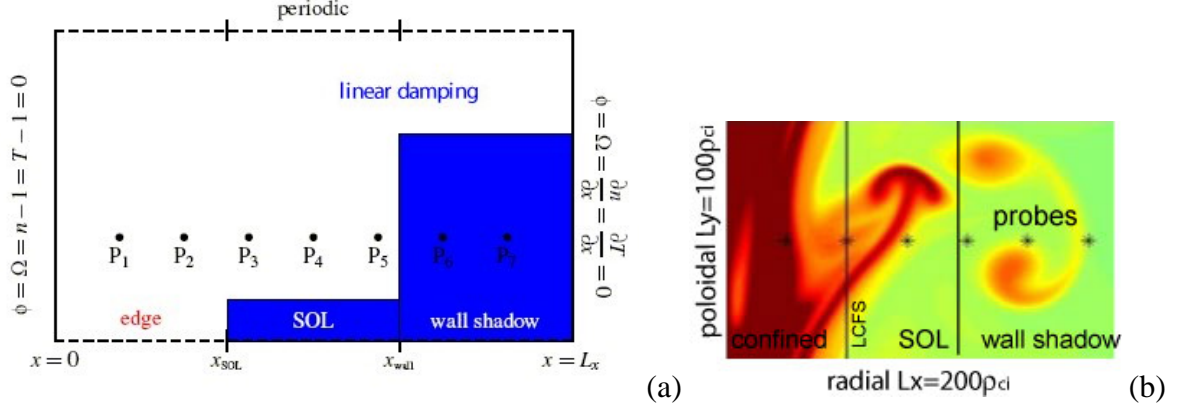 periodic
linear damping
ϕ = Ω = n − 1 = T − 1 = 0
ϕ = Ω = ∂n/∂x = ∂T/∂x = 0
P1 P2 P3 P4 P5 P6 P7
edge SOL wall shadow
x = 0 xSOL xwall x = Lx
(a)
poloidal Ly=100ρci
probes
confined LCFS SOL wall shadow
radial Lx=200ρci
(b)